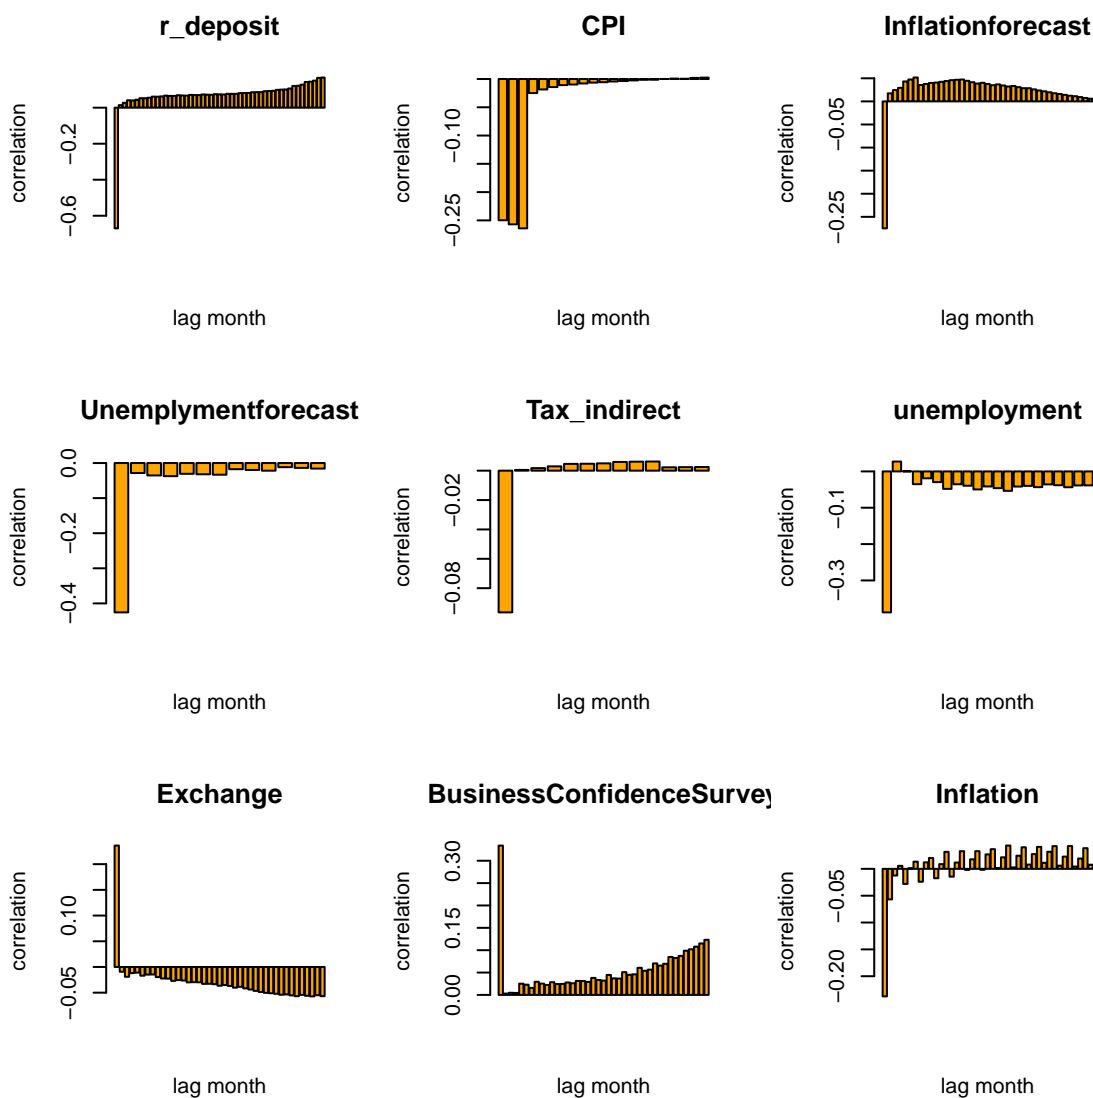 r_deposit
correlation
−0.6
−0.2
lag month
CPI
correlation
−0.25
−0.10
lag month
Inflationforecast
correlation
−0.25
−0.05
lag month
Unemplymentforecast
correlation
−0.4
−0.2
0.0
lag month
Tax_indirect
correlation
−0.08
−0.02
lag month
unemployment
correlation
−0.3
−0.1
lag month
Exchange
correlation
−0.05
0.10
lag month
BusinessConfidenceSurvey
correlation
0.00
0.15
0.30
lag month
Inflation
correlation
−0.20
−0.05
lag month